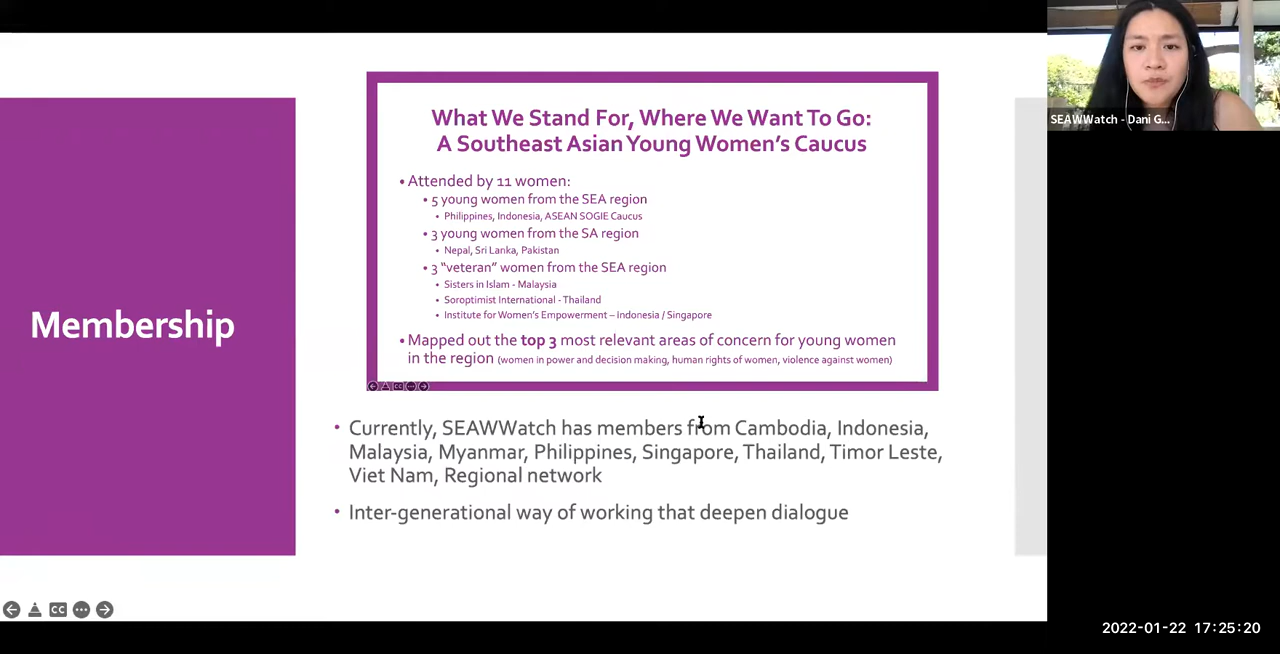 What We Stand For, Where We Want To Go:
A Southeast Asian Young Women's Caucus
• Attended by 11 women:
• 5 young women from the SEA region
• Philippines, Indonesia, ASEAN SOGIE Caucus
• 3 young women from the SA region
• Nepal, Sri Lanka, Pakistan
• 3 “veteran” women from the SEA region
• Sisters in Islam - Malaysia
• Soroptimist International - Thailand
• Institute for Women's Empowerment – Indonesia / Singapore
• Mapped out the top 3 most relevant areas of concern for young women
in the region (women in power and decision making, human rights of women, violence against women)
CC
Membership
• Currently, SEAWWatch has members from Cambodia, Indonesia,
Malaysia, Myanmar, Philippines, Singapore, Thailand, Timor Leste,
Viet Nam, Regional network
• Inter-generational way of working that deepen dialogue
CC
SEAWWatch - Dani G...
2022-01-22 17:25:20